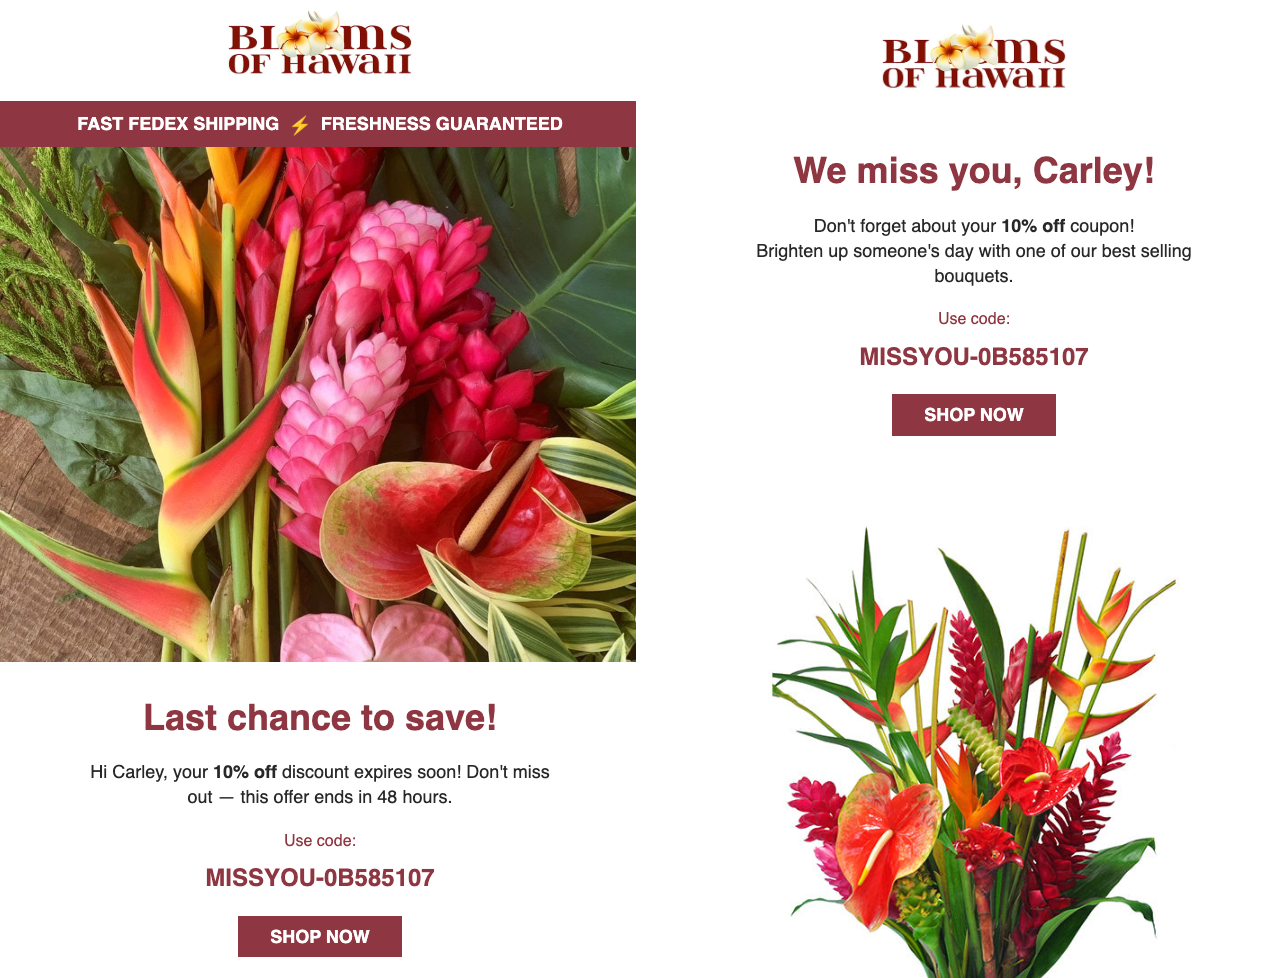 BLOOMS
OF HAWAII
FAST FEDEX SHIPPING ⚡ FRESHNESS GUARANTEED
Last chance to save!
Hi Carley, your 10% off discount expires soon! Don't miss
out — this offer ends in 48 hours.
Use code:
MISSYOU-0B585107
SHOP NOW
BLOOMS
OF HAWAII
We miss you, Carley!
Don't forget about your 10% off coupon!
Brighten up someone's day with one of our best selling
bouquets.
Use code:
MISSYOU-0B585107
SHOP NOW